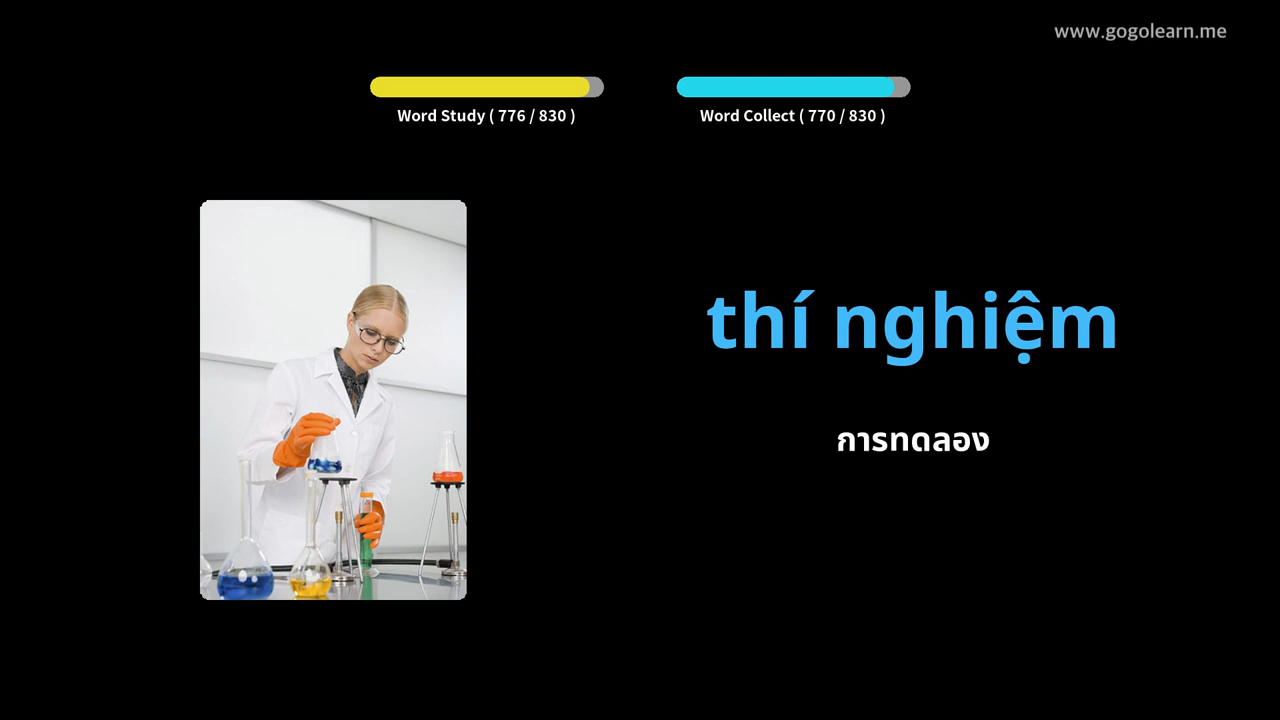 www.gogolearn.me
Word Study ( 776 / 830 )
Word Collect ( 770 / 830 )
thí nghiệm
การทดลอง